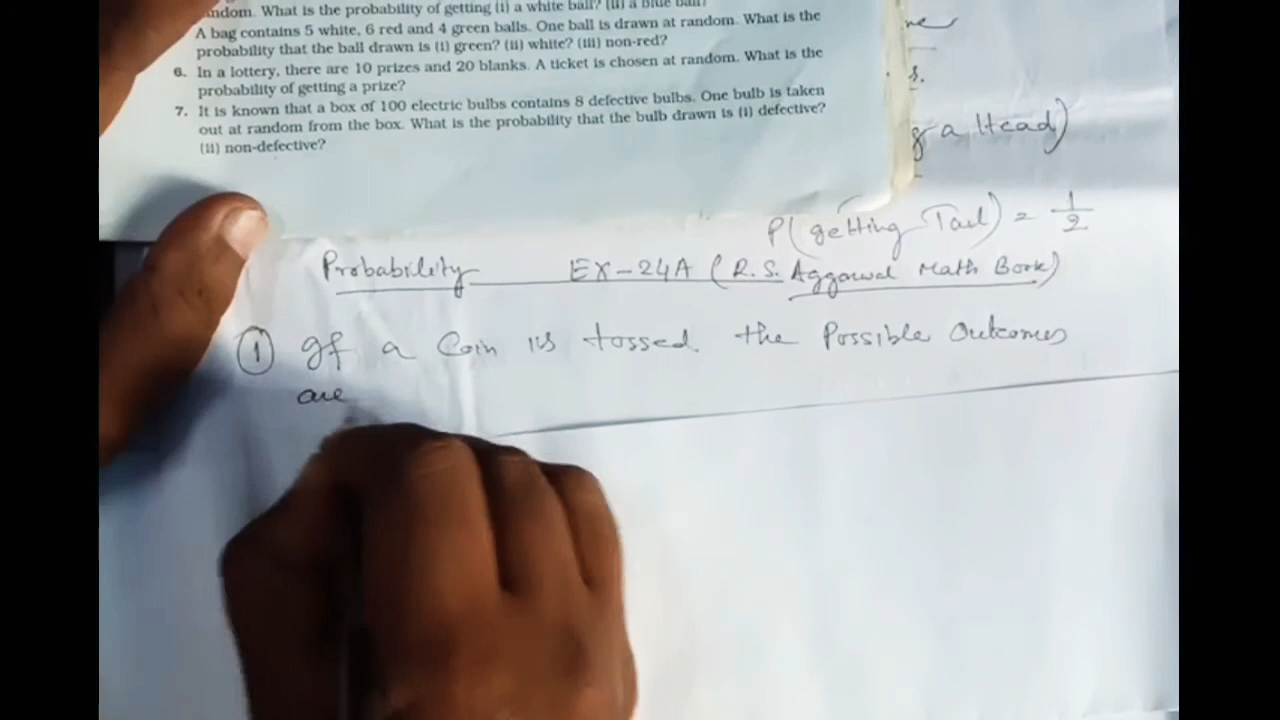 random. What is the probability of getting (i) a white ball? (ii) a blue ball?
A bag contains 5 white, 6 red and 4 green balls. One ball is drawn at random. What is the
probability that the ball drawn is (i) green? (ii) white? (iii) non-red?
6. In a lottery, there are 10 prizes and 20 blanks. A ticket is chosen at random. What is the
probability of getting a prize?
7. It is known that a box of 100 electric bulbs contains 8 defective bulbs. One bulb is taken
out at random from the box. What is the probability that the bulb drawn is (i) defective?
(ii) non-defective?
s.
g a Head)
P(getting Tail) = 1/2
Probability EX-24A (R.S. Aggarwal Math Book)
① If a Coin is tossed the Possible Outcomes
are